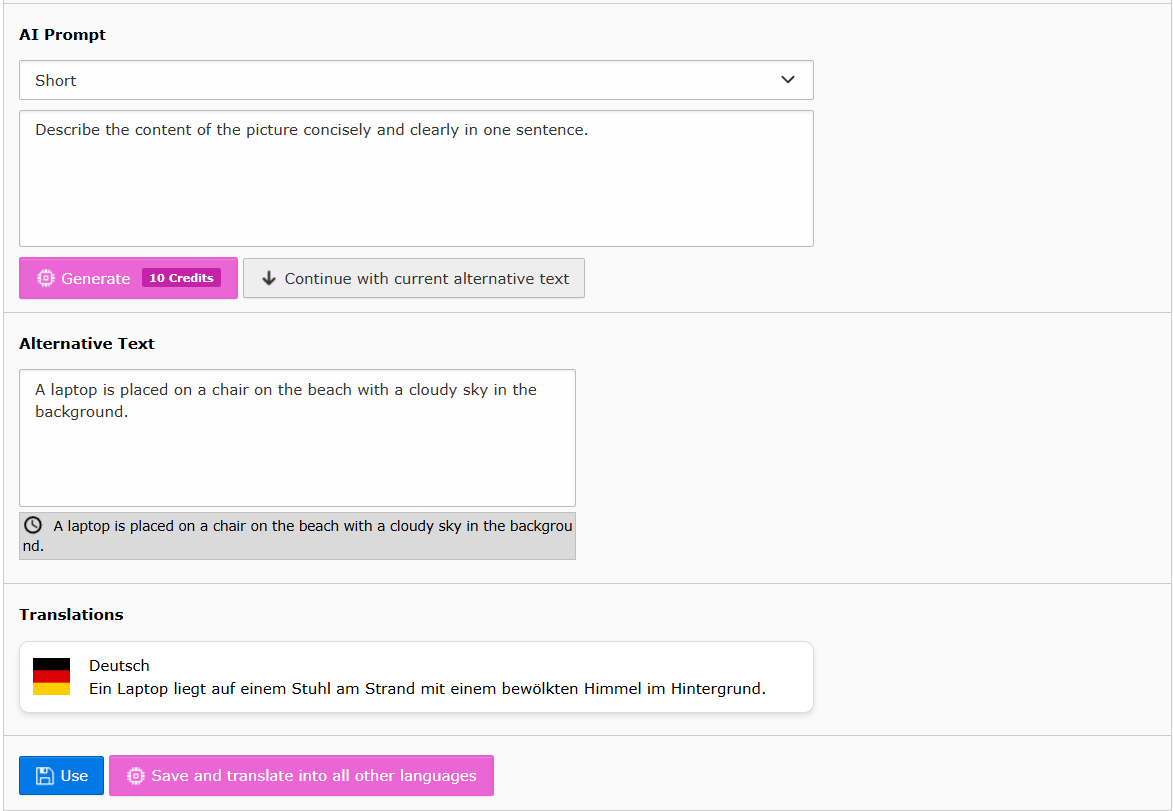 AI Prompt
Short
Describe the content of the picture concisely and clearly in one sentence.
Generate 10 Credits Continue with current alternative text
Alternative Text
A laptop is placed on a chair on the beach with a cloudy sky in the
background.
A laptop is placed on a chair on the beach with a cloudy sky in the backgrou
nd.
Translations
Deutsch
Ein Laptop liegt auf einem Stuhl am Strand mit einem bewölkten Himmel im Hintergrund.
Use Save and translate into all other languages